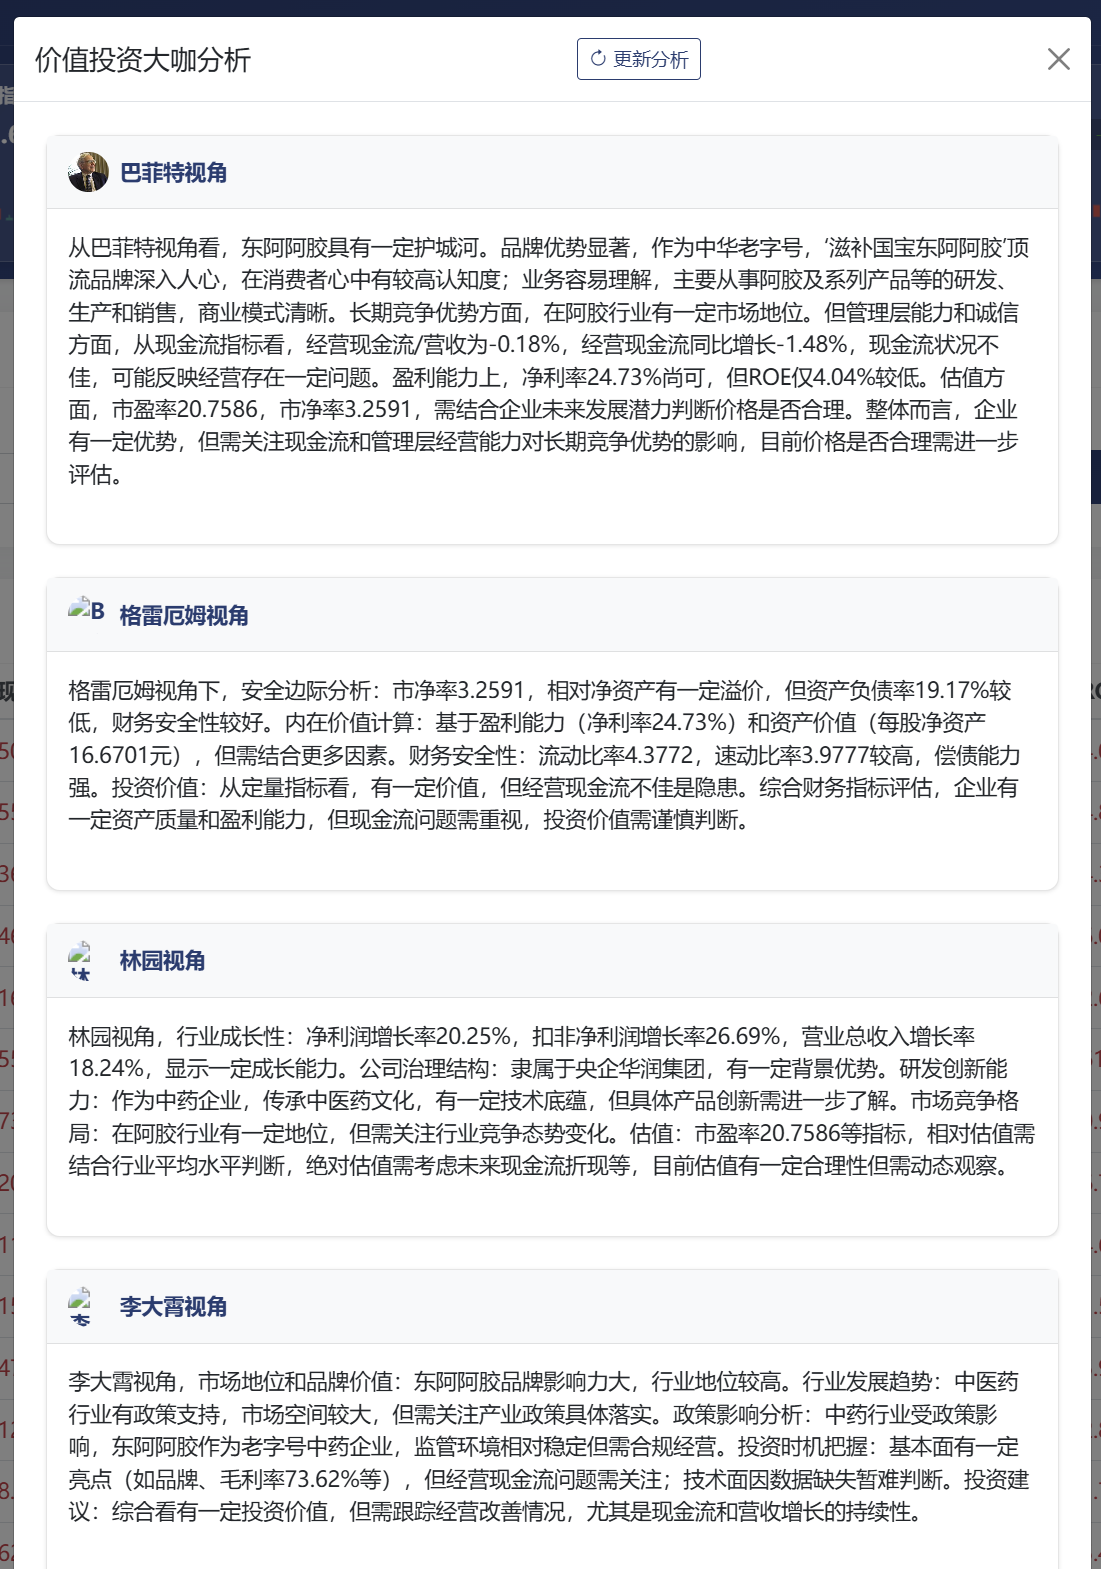 价值投资大咖分析
更新分析
巴菲特视角
从巴菲特视角看，东阿阿胶具有一定护城河。品牌优势显著，作为中华老字号，‘滋补国宝东阿阿胶’顶
流品牌深入人心，在消费者心中有较高认知度；业务容易理解，主要从事阿胶及系列产品等的研发、
生产和销售，商业模式清晰。长期竞争优势方面，在阿胶行业有一定市场地位。但管理层能力和诚信
方面，从现金流指标看，经营现金流/营收为-0.18%，经营现金流同比增长-1.48%，现金流状况不
佳，可能反映经营存在一定问题。盈利能力上，净利率24.73%尚可，但ROE仅4.04%较低。估值方
面，市盈率20.7586，市净率3.2591，需结合企业未来发展潜力判断价格是否合理。整体而言，企业
有一定优势，但需关注现金流和管理层经营能力对长期竞争优势的影响，目前价格是否合理需进一步
评估。
B
格雷厄姆视角
格雷厄姆视角下，安全边际分析：市净率3.2591，相对净资产有一定溢价，但资产负债率19.17%较
低，财务安全性较好。内在价值计算：基于盈利能力（净利率24.73%）和资产价值（每股净资产
16.6701元），但需结合更多因素。财务安全性：流动比率4.3772，速动比率3.9777较高，偿债能力
强。投资价值：从定量指标看，有一定价值，但经营现金流不佳是隐患。综合财务指标评估，企业有
一定资产质量和盈利能力，但现金流问题需重视，投资价值需谨慎判断。
林园视角
林园视角，行业成长性：净利润增长率20.25%，扣非净利润增长率26.69%，营业总收入增长率
18.24%，显示一定成长能力。公司治理结构：隶属于央企华润集团，有一定背景优势。研发创新能
力：作为中药企业，传承中医药文化，有一定技术底蕴，但具体产品创新需进一步了解。市场竞争格
局：在阿胶行业有一定地位，但需关注行业竞争态势变化。估值：市盈率20.7586等指标，相对估值需
结合行业平均水平判断，绝对估值需考虑未来现金流折现等，目前估值有一定合理性但需动态观察。
李大霄视角
李大霄视角，市场地位和品牌价值：东阿阿胶品牌影响力大，行业地位较高。行业发展趋势：中医药
行业有政策支持，市场空间较大，但需关注产业政策具体落实。政策影响分析：中药行业受政策影
响，东阿阿胶作为老字号中药企业，监管环境相对稳定但需合规经营。投资时机把握：基本面有一定
亮点（如品牌、毛利率73.62%等），但经营现金流问题需关注；技术面因数据缺失暂难判断。投资建
议：综合看有一定投资价值，但需跟踪经营改善情况，尤其是现金流和营收增长的持续性。